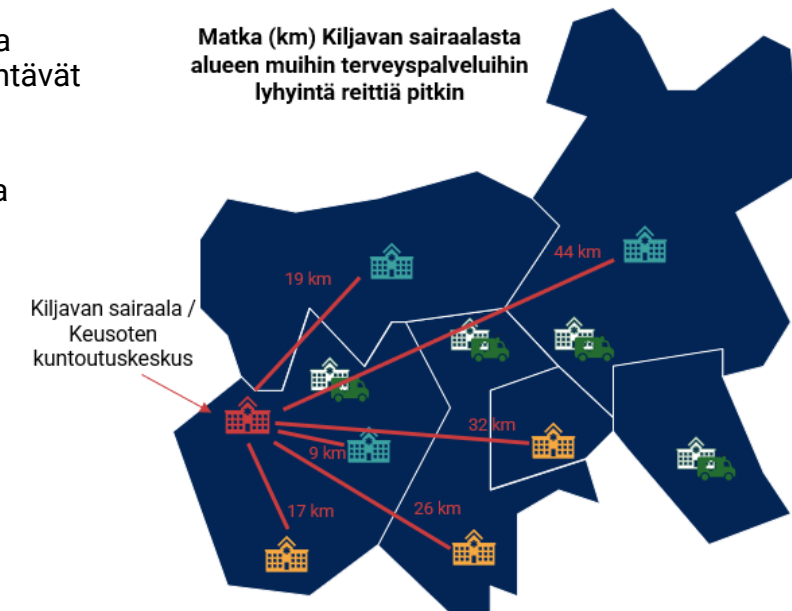 a
ntävät
a
Matka (km) Kiljavan sairaalasta
alueen muihin terveyspalveluihin
lyhyintä reittiä pitkin
44 km
19 km
Kiljavan sairaala /
Keusoten
kuntoutuskeskus
32 km
9 km
17 km
26 km